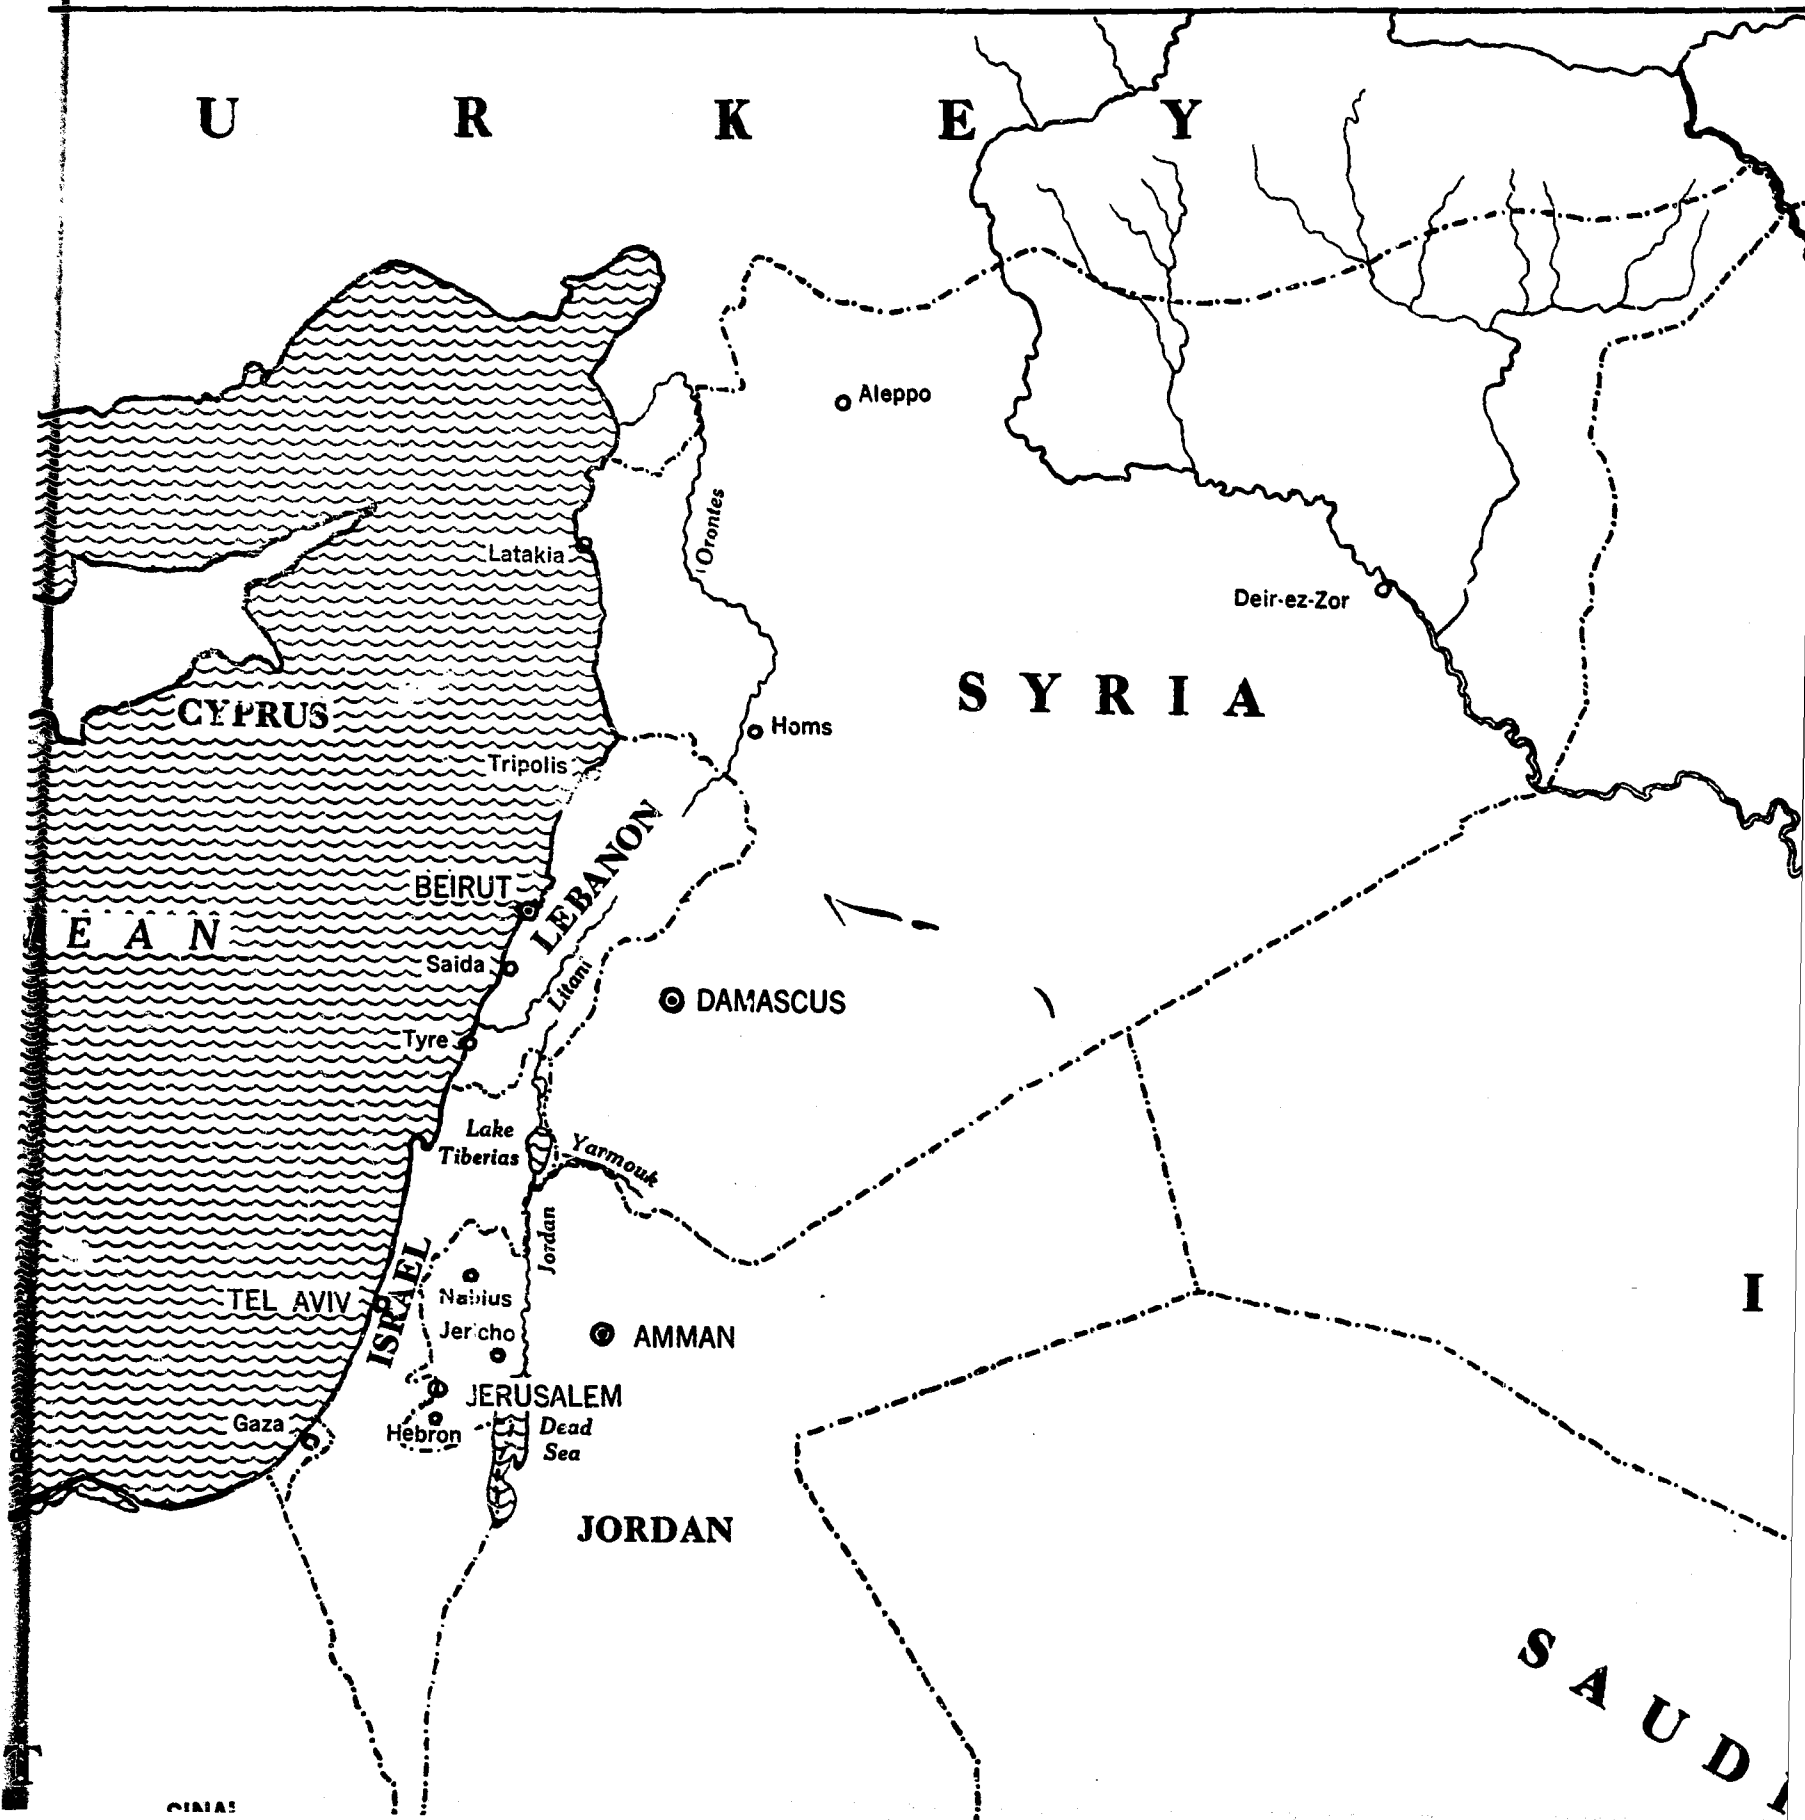 U R K E Y
Aleppo
Orontes
Latakia
Deir-ez-Zor
SYRIA
CYPRUS
Homs
Tripolis
LEBANON
BEIRUT
E A N
Saida
Litani
DAMASCUS
Tyre
Lake
Tiberias
Yarmouk
Jordan
ISRAEL
I
Nablus
TEL AVIV
Jericho
AMMAN
JERUSALEM
Gaza
Hebron
Dead
Sea
JORDAN
S A U D I
T